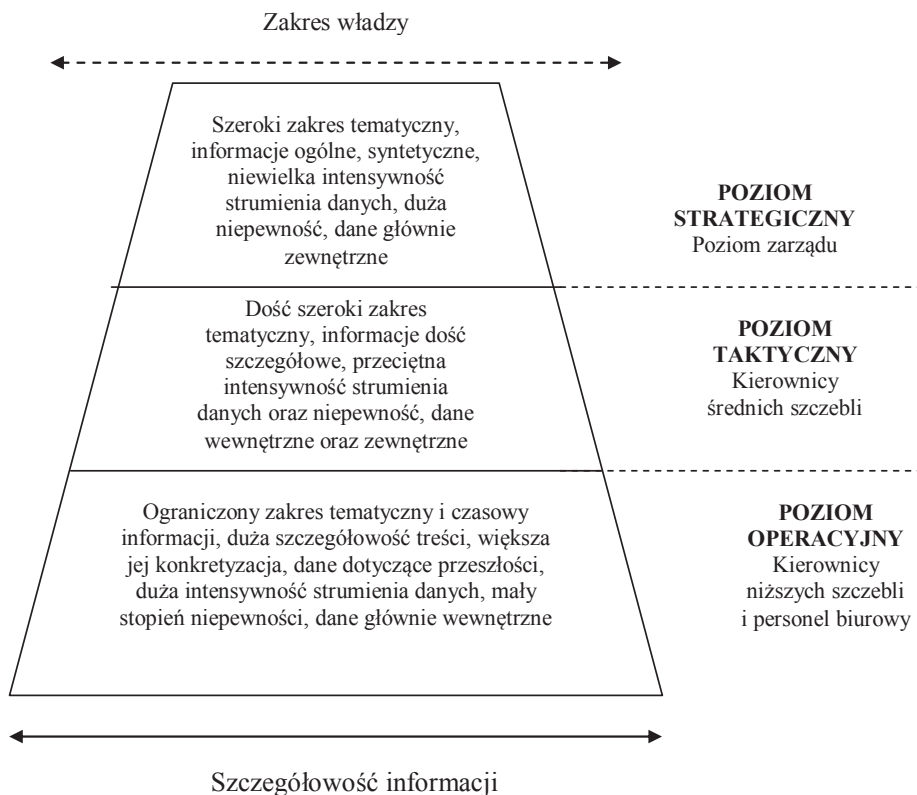 Zakres władzy
Szeroki zakres tematyczny,
informacje ogólne, syntetyczne,
niewielka intensywność
strumienia danych, duża
niepewność, dane głównie
zewnętrzne
POZIOM
STRATEGICZNY
Poziom zarządu
Dość szeroki zakres
tematyczny, informacje dość
szczegółowe, przeciętna
intensywność strumienia
danych oraz niepewność, dane
wewnętrzne oraz zewnętrzne
POZIOM
TAKTYCZNY
Kierownicy
średnich szczebli
Ograniczony zakres tematyczny i czasowy
informacji, duża szczegółowość treści, większa
jej konkretyzacja, dane dotyczące przeszłości,
duża intensywność strumienia danych, mały
stopień niepewności, dane głównie wewnętrzne
POZIOM
OPERACYJNY
Kierownicy
niższych szczebli
i personel biurowy
Szczegółowość informacji